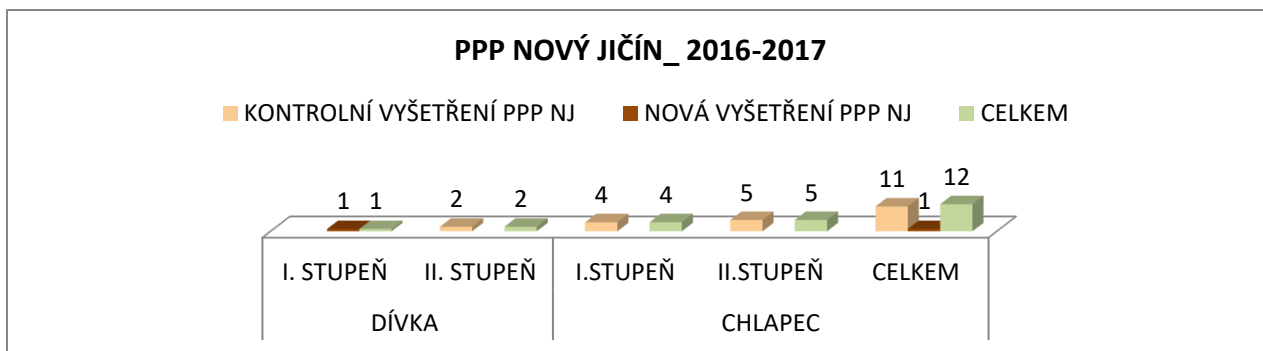 PPP NOVÝ JIČÍN_ 2016-2017
KONTROLNÍ VYŠETŘENÍ PPP NJ NOVÁ VYŠETŘENÍ PPP NJ CELKEM
1 1 2 2 4 4 5 5 11 1 12
I. STUPEŇ II. STUPEŇ I.STUPEŇ II.STUPEŇ CELKEM
DÍVKA CHLAPEC